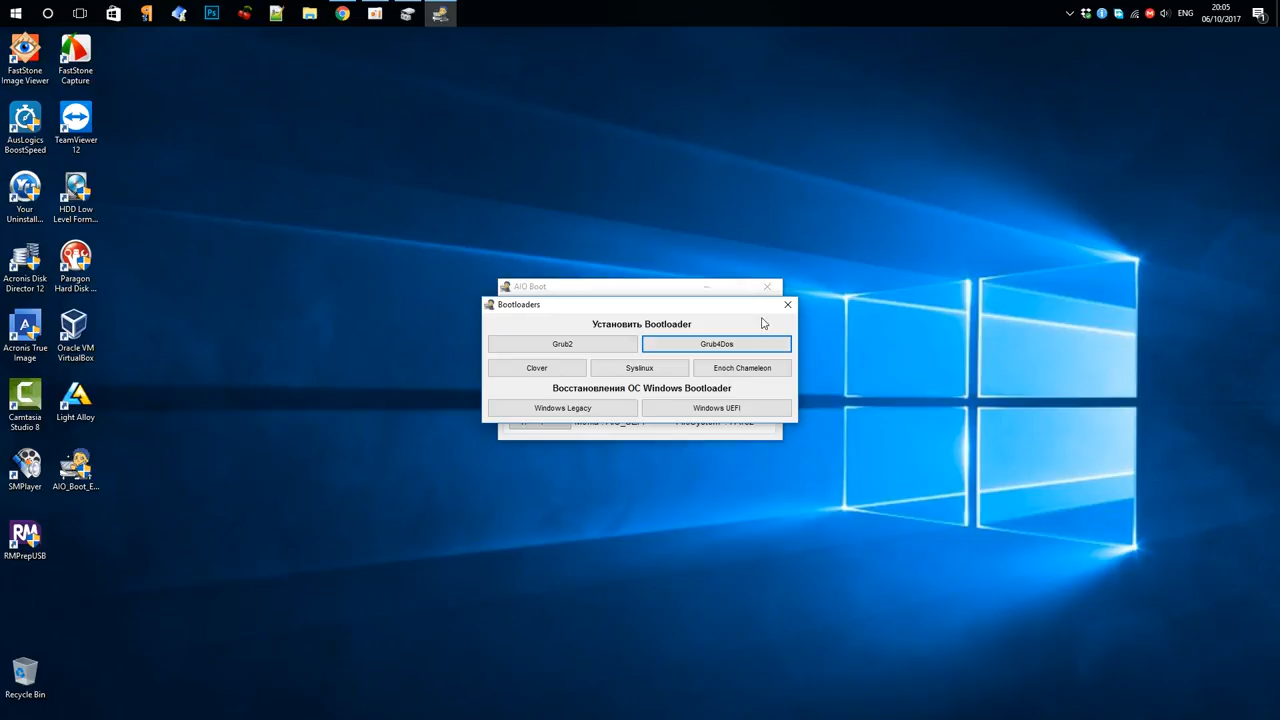 ENG
20:05
06/10/2017
1
FastStone
Image Viewer
FastStone
Capture
AusLogics
BoostSpeed
TeamViewer
12
Your
Uninstall...
HDD Low
Level Form...
Acronis Disk
Director 12
Paragon
Hard Disk ...
Acronis True
Image
Oracle VM
VirtualBox
Camtasia
Studio 8
Light Alloy
SMPlayer
AIO_Boot_E...
RMPrepUSB
Recycle Bin
AIO Boot
Bootloaders
Установить Bootloader
Grub2
Grub4Dos
Clover
Syslinux
Enoch Chameleon
Восстановления ОС Windows Bootloader
Windows Legacy
Windows UEFI